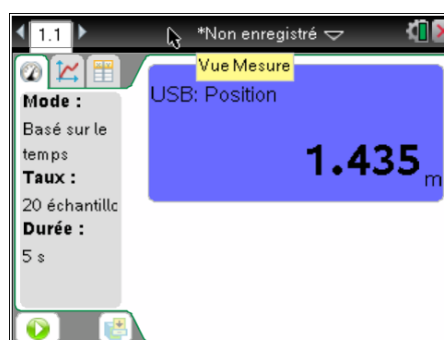 1.1
*Non enregistré
Vue Mesure
Mode :
Basé sur le
temps
Taux :
20 échantillc
Durée :
5 s
USB: Position
1.435 m